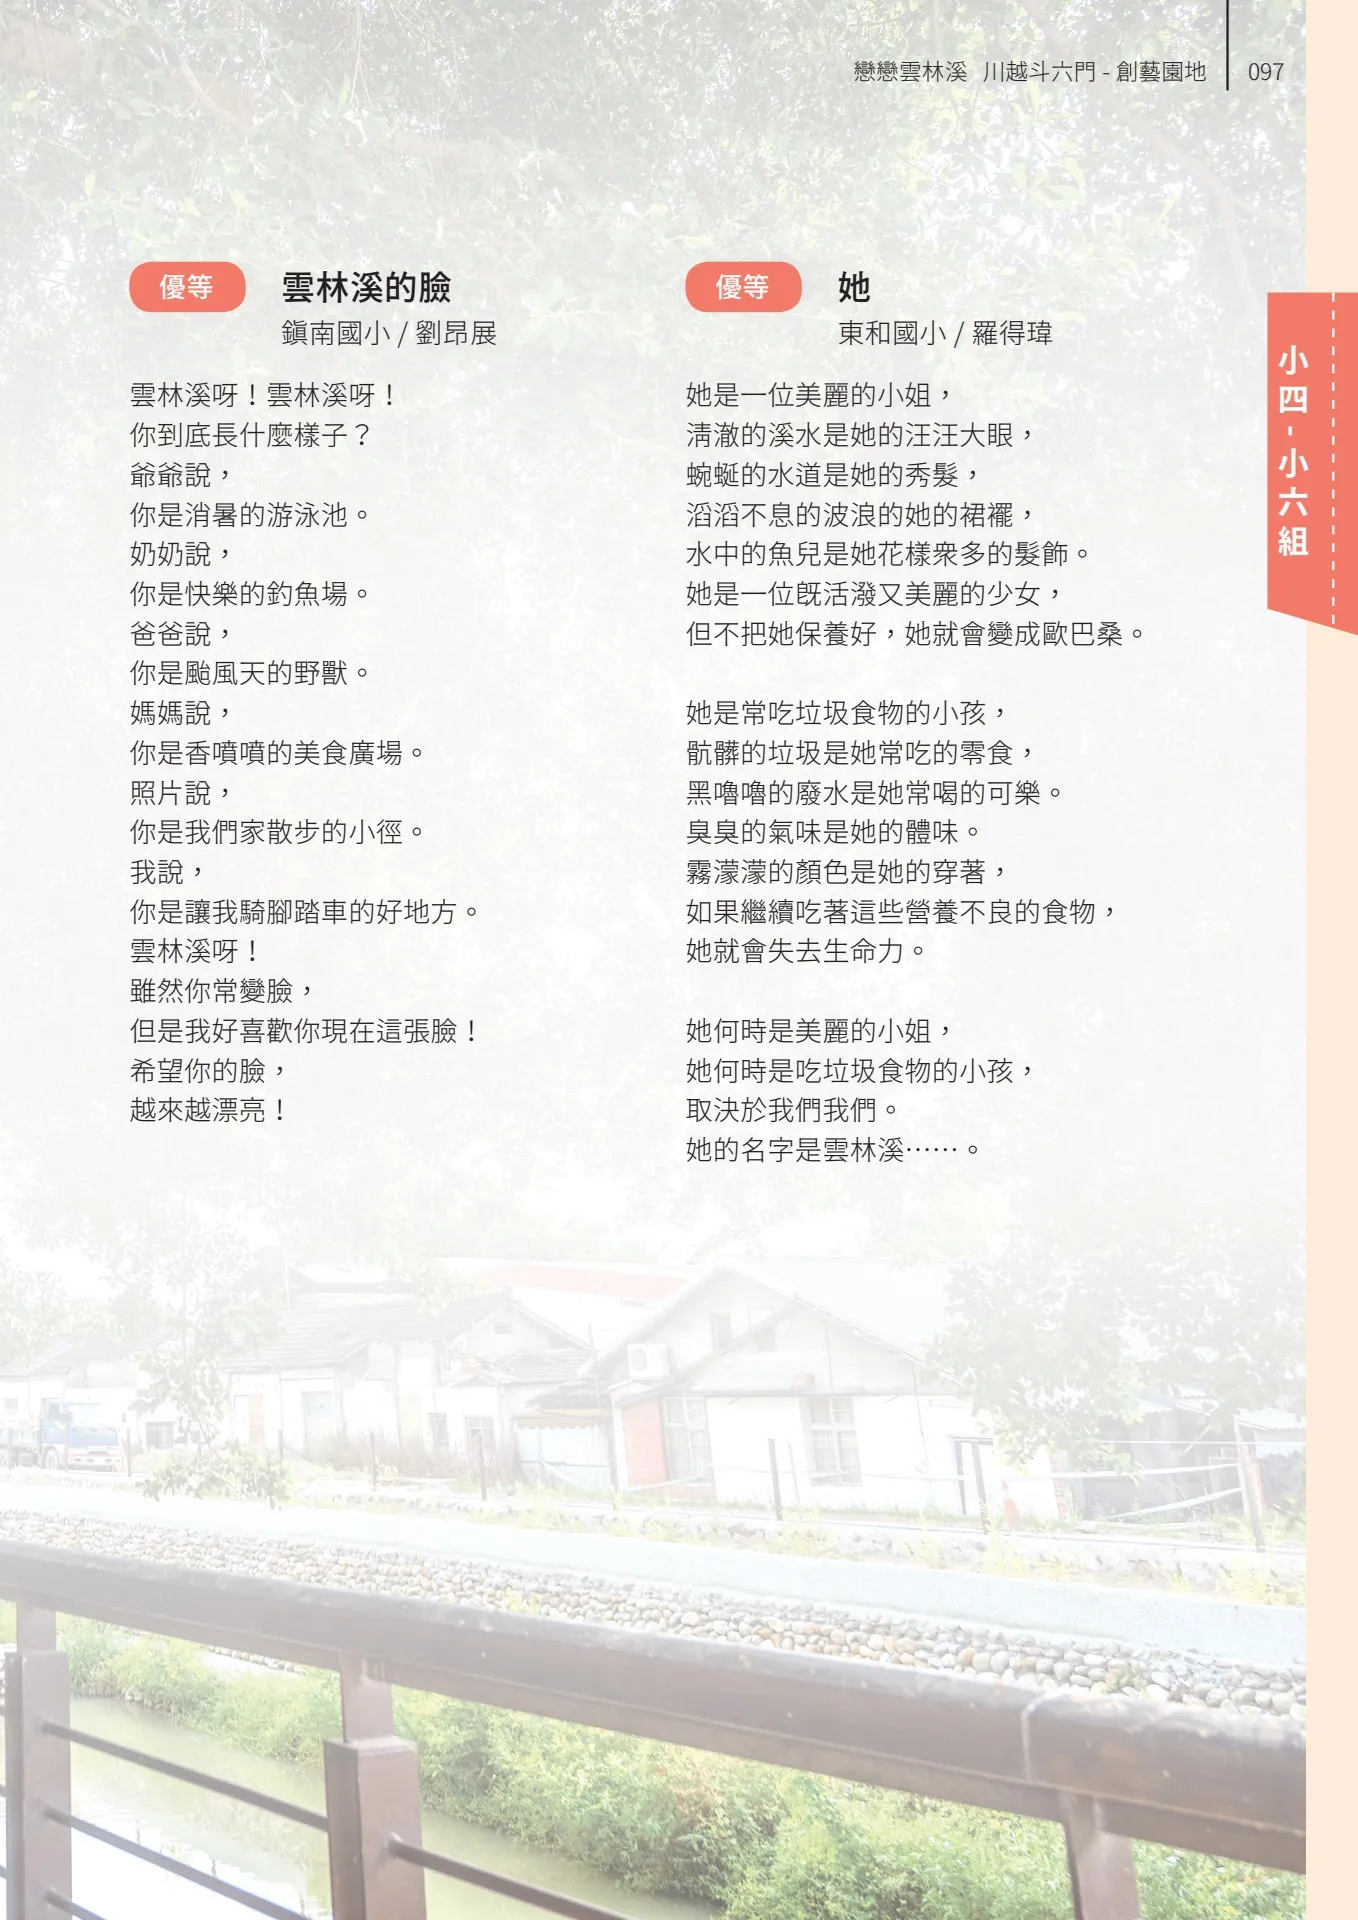 戀戀雲林溪 川越斗六門 - 創藝園地 097
優等 雲林溪的臉
鎮南國小 / 劉昂展
雲林溪呀！雲林溪呀！
你到底長什麼樣子？
爺爺說，
你是消暑的游泳池。
奶奶說，
你是快樂的釣魚場。
爸爸說，
你是颱風天的野獸。
媽媽說，
你是香噴噴的美食廣場。
照片說，
你是我們家散步的小徑。
我說，
你是讓我騎腳踏車的好地方。
雲林溪呀！
雖然你常變臉，
但是我好喜歡你現在這張臉！
希望你的臉，
越來越漂亮！
優等 她
東和國小 / 羅得瑋
她是一位美麗的小姐，
清澈的溪水是她的汪汪大眼，
蜿蜒的水道是她的秀髮，
滔滔不息的波浪的她的裙襬，
水中的魚兒是她花樣眾多的髮飾。
她是一位既活潑又美麗的少女，
但不把她保養好，她就會變成歐巴桑。
她是常吃垃圾食物的小孩，
骯髒的垃圾是她常吃的零食，
黑嚕嚕的廢水是她常喝的可樂。
臭臭的氣味是她的體味。
霧濛濛的顏色是她的穿著，
如果繼續吃著這些營養不良的食物，
她就會失去生命力。
她何時是美麗的小姐，
她何時是吃垃圾食物的小孩，
取決於我們我們。
她的名字是雲林溪……。
小四-小六組